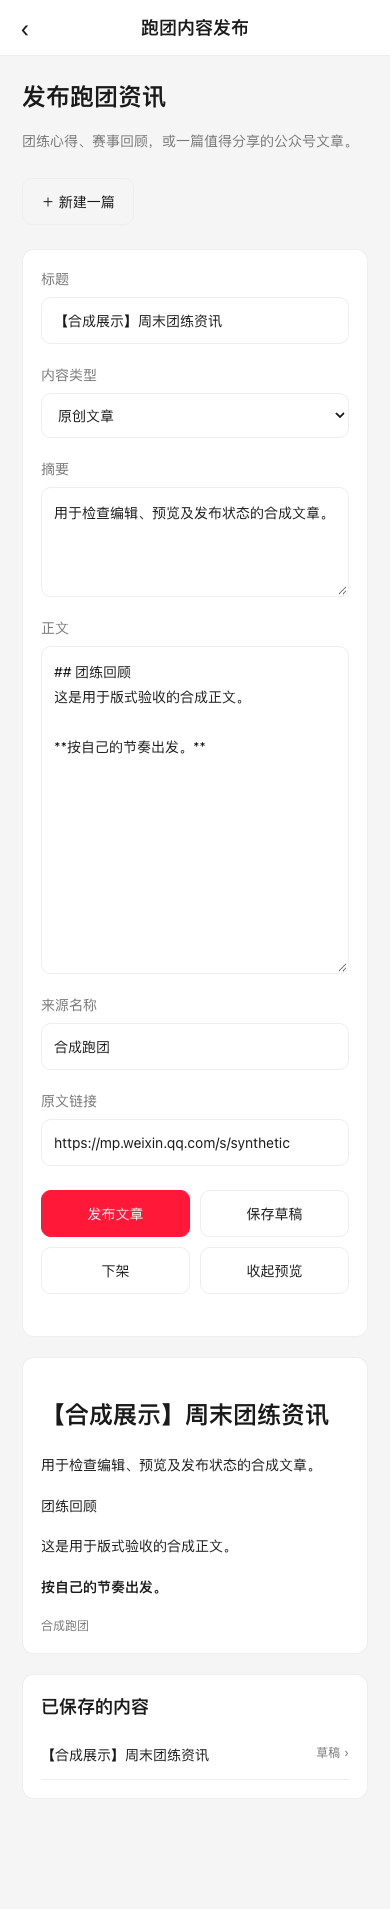 ‹ 跑团内容发布
发布跑团资讯
团练心得、赛事回顾，或一篇值得分享的公众号文章。
＋ 新建一篇
标题
【合成展示】周末团练资讯
内容类型
原创文章
摘要
用于检查编辑、预览及发布状态的合成文章。
正文
## 团练回顾
这是用于版式验收的合成正文。
**按自己的节奏出发。**
来源名称
合成跑团
原文链接
https://mp.weixin.qq.com/s/synthetic
发布文章 保存草稿
下架 收起预览
【合成展示】周末团练资讯
用于检查编辑、预览及发布状态的合成文章。
团练回顾
这是用于版式验收的合成正文。
按自己的节奏出发。
合成跑团
已保存的内容
【合成展示】周末团练资讯 草稿 ›